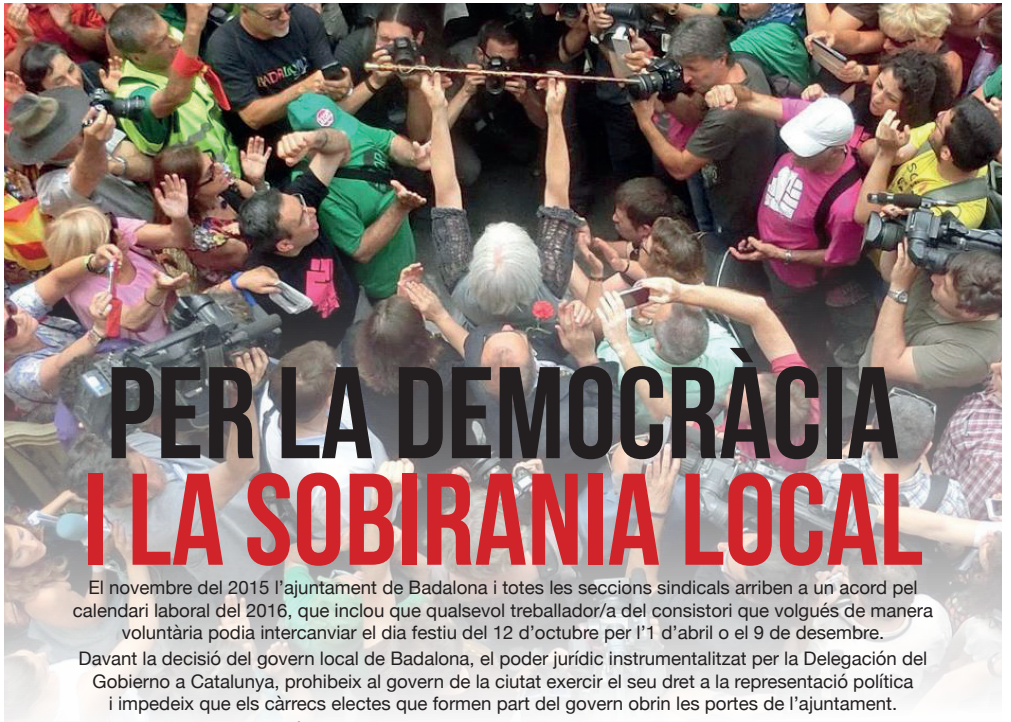 PER LA DEMOCRÀCIA
I LA SOBIRANIA LOCAL
El novembre del 2015 l'ajuntament de Badalona i totes les seccions sindicals arriben a un acord pel
calendari laboral del 2016, que inclou que qualsevol treballador/a del consistori que volgués de manera
voluntària podia intercanviar el dia festiu del 12 d'octubre per l'1 d'abril o el 9 de desembre.
Davant la decisió del govern local de Badalona, el poder jurídic instrumentalitzat per la Delegación del
Gobierno a Catalunya, prohibeix al govern de la ciutat exercir el seu dret a la representació política
i impedeix que els càrrecs electes que formen part del govern obrin les portes de l'ajuntament.